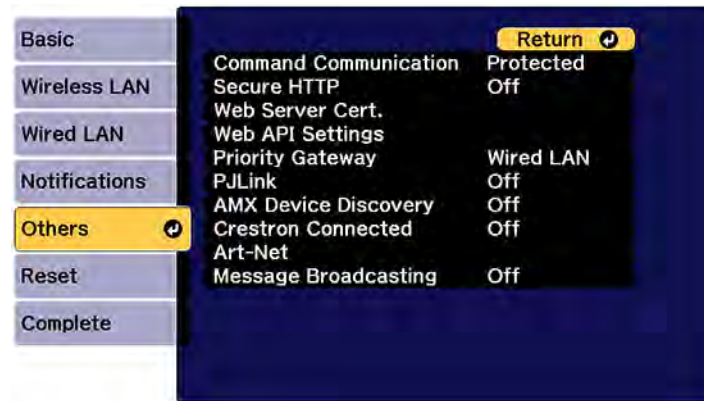 Basic
Wireless LAN
Wired LAN
Notifications
Others
Reset
Complete
Return
Command Communication Protected
Secure HTTP Off
Web Server Cert.
Web API Settings
Priority Gateway Wired LAN
PJLink Off
AMX Device Discovery Off
Crestron Connected Off
Art-Net
Message Broadcasting Off